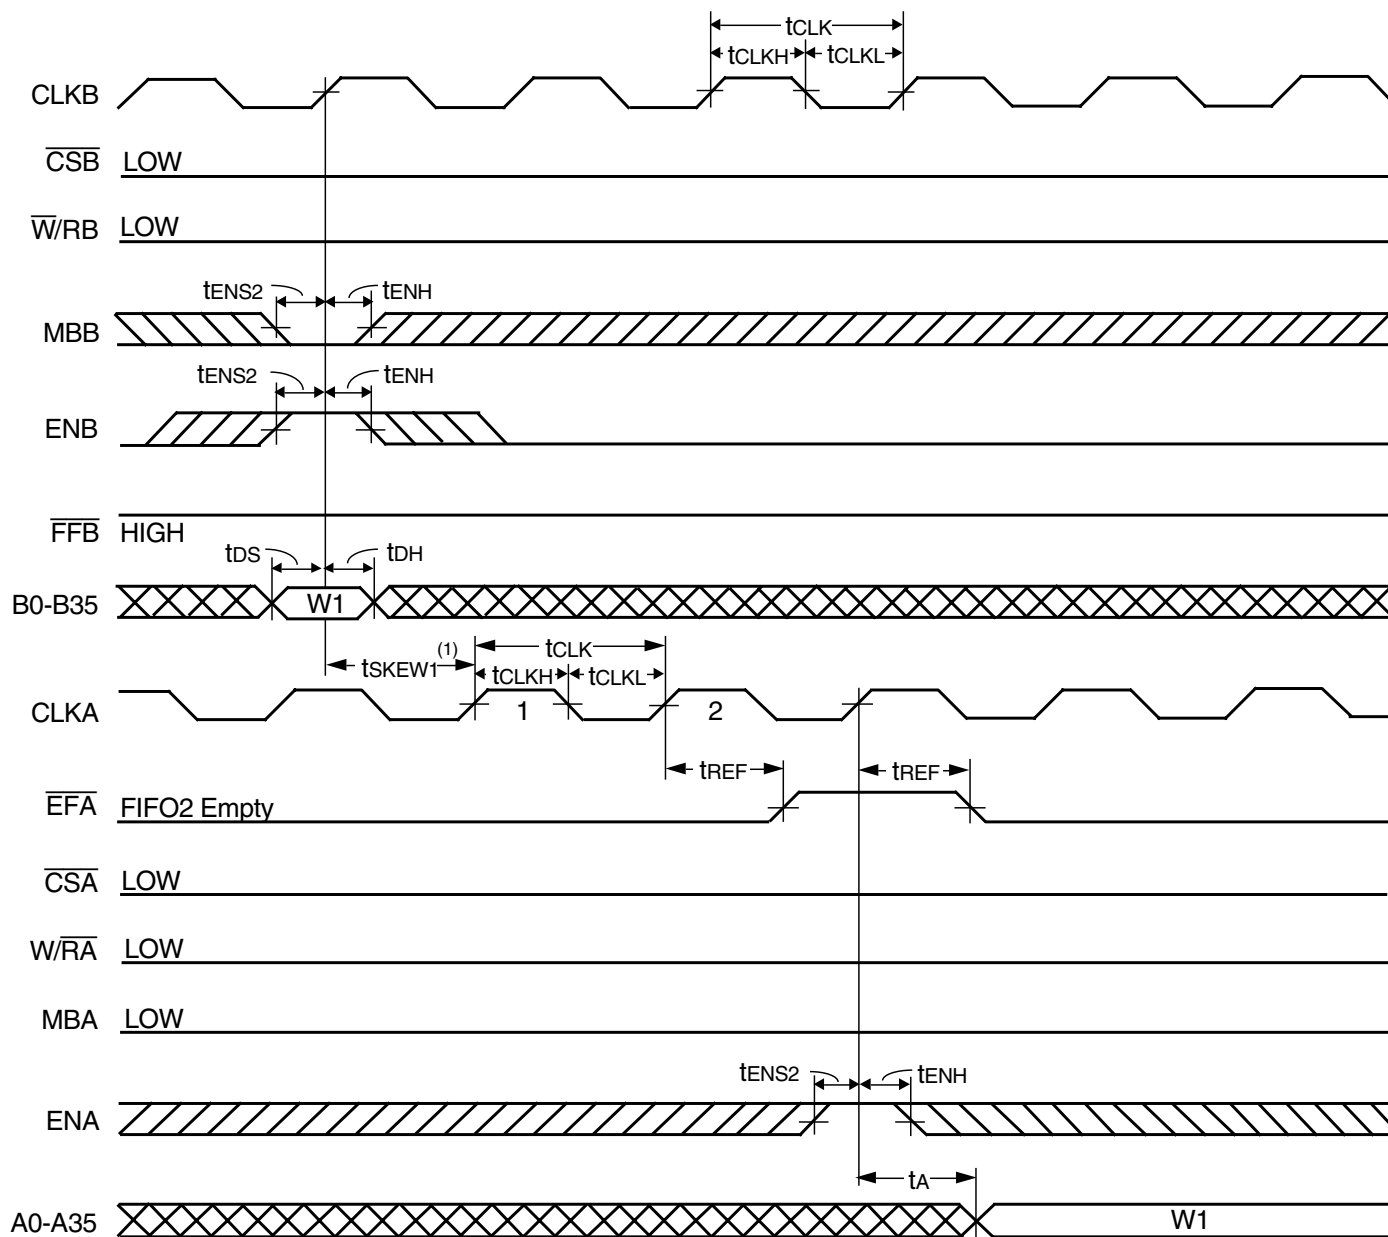 tCLK
tCLKH tCLKL
CLKB
CSB LOW
W/RB LOW
tENS2 tENH
MBB
tENS2 tENH
ENB
FFB HIGH
tDS tDH
B0-B35 W1
tSKEW1(1) tCLK
tCLKH tCLKL
CLKA 1 2
tREF tREF
EFA FIFO2 Empty
CSA LOW
W/RA LOW
MBA LOW
tENS2 tENH
ENA
tA
A0-A35 W1